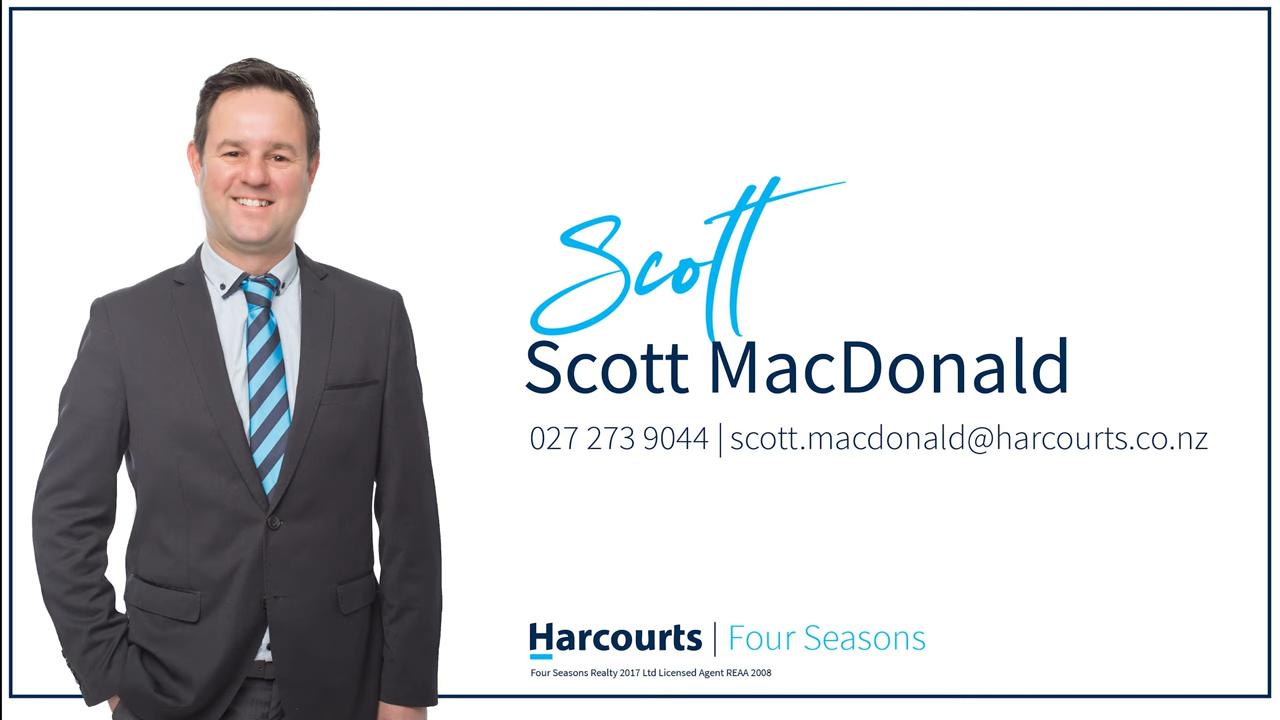 Scott
Scott MacDonald
027 273 9044 | scott.macdonald@harcourts.co.nz
Harcourts | Four Seasons
Four Seasons Realty 2017 Ltd Licensed Agent REAA 2008